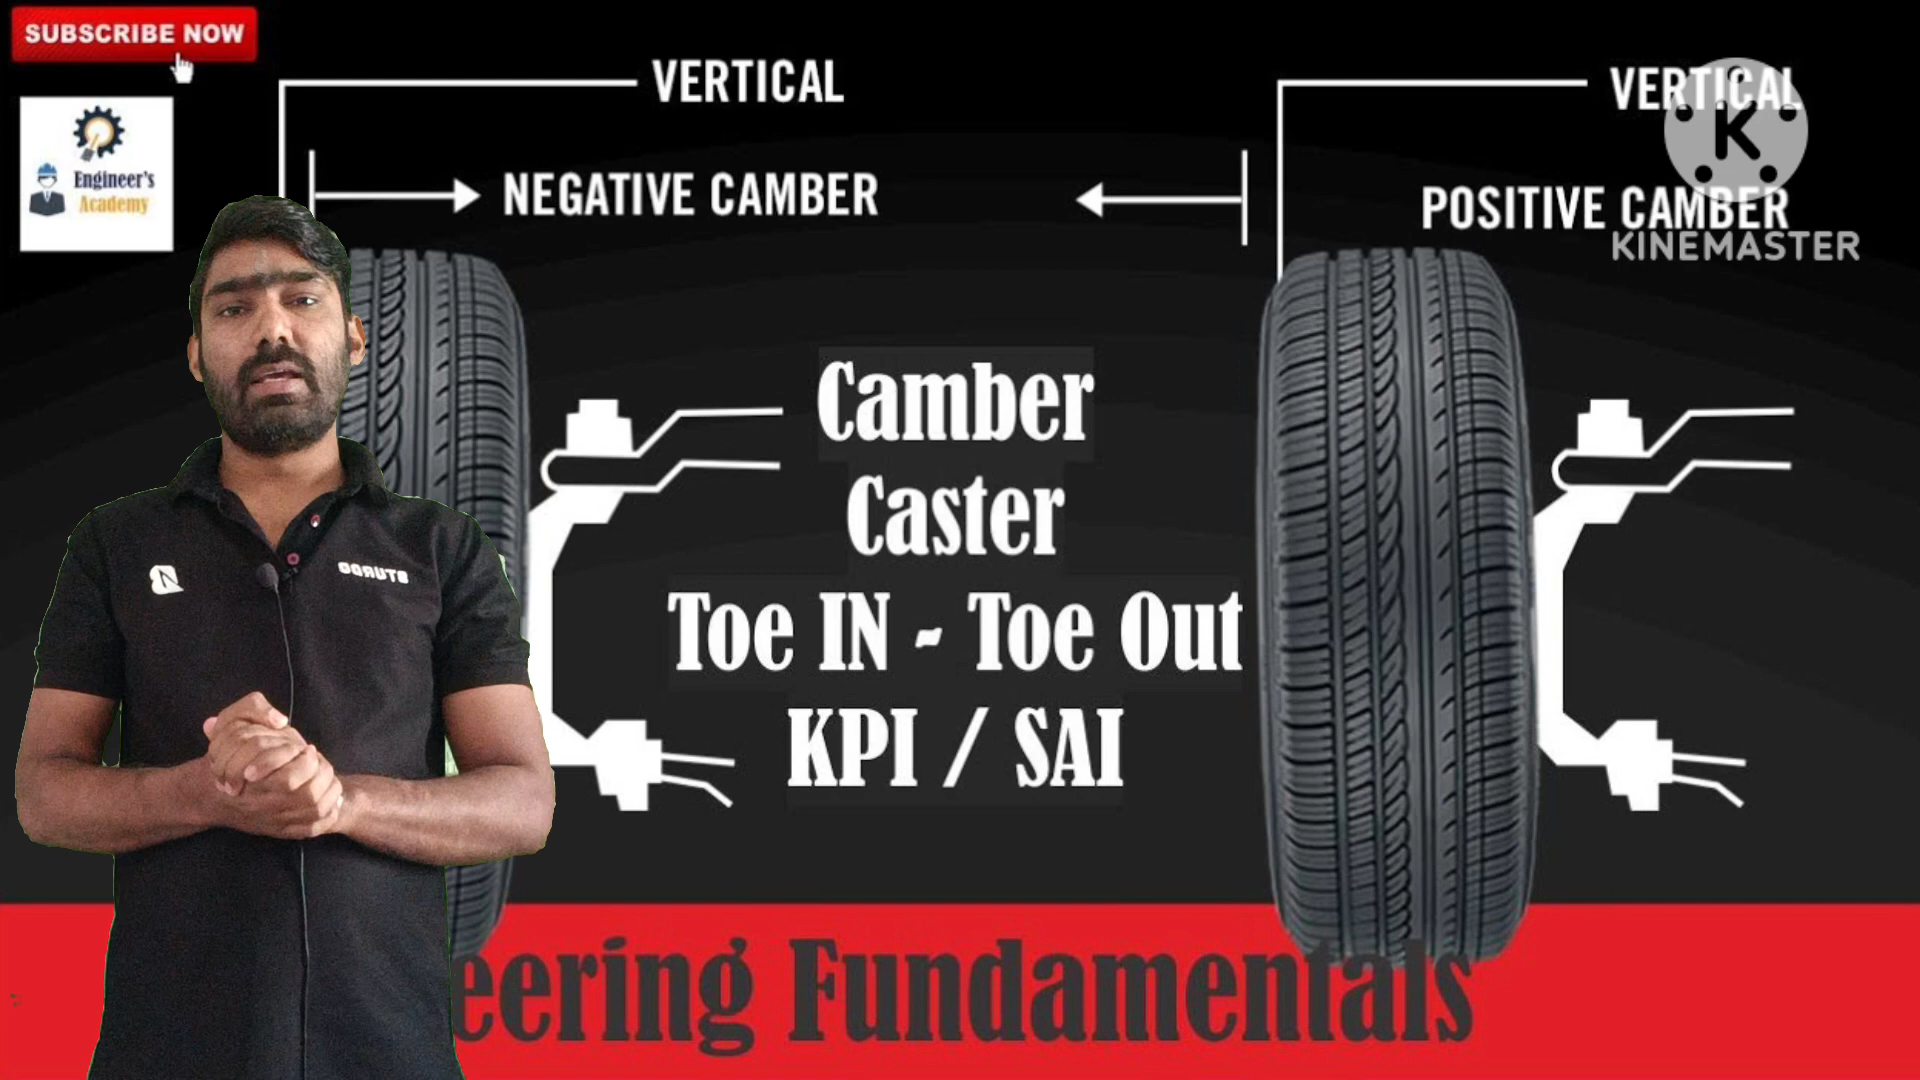 SUBSCRIBE NOW
VERTICAL
VERTICAL
K
Engineer's
Academy
NEGATIVE CAMBER
POSITIVE CAMBER
KINEMASTER
Camber
Caster
Toe IN - Toe Out
KPI / SAI
eering Fundamentals